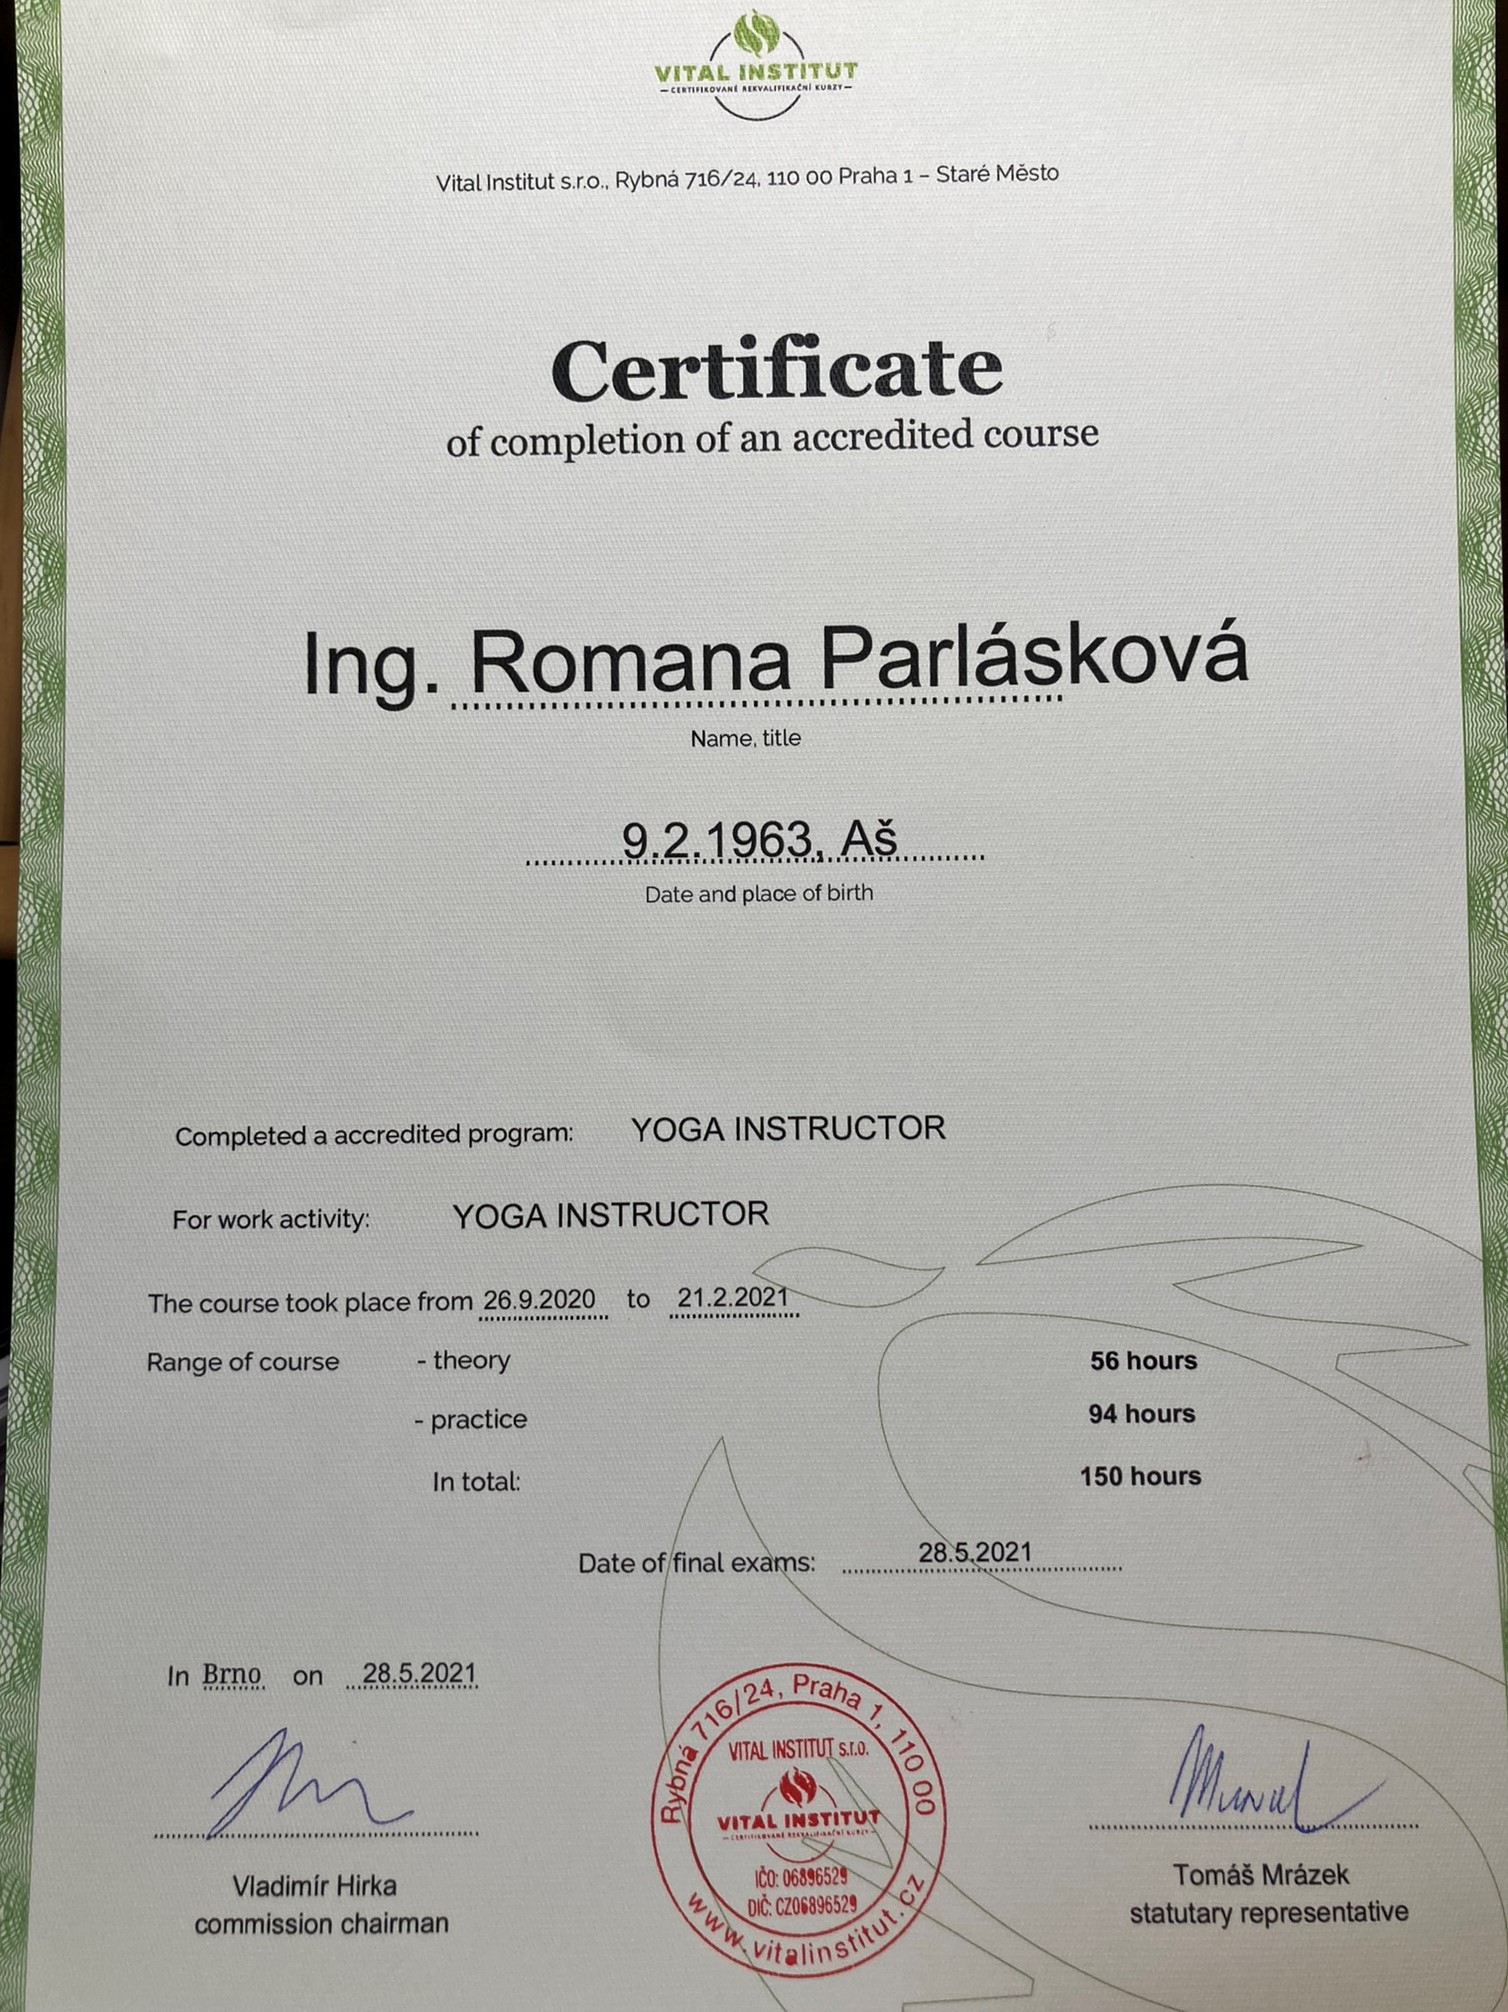 VITAL INSTITUT
CERTIFIKOVANÉ REKVALIFIKAČNÍ KURZY
Vital Institut s.r.o., Rybná 716/24, 110 00 Praha 1 – Staré Město
Certificate
of completion of an accredited course
Ing. Romana Parlásková
Name, title
9.2.1963, Aš
Date and place of birth
Completed a accredited program: YOGA INSTRUCTOR
For work activity: YOGA INSTRUCTOR
The course took place from 26.9.2020 to 21.2.2021
Range of course - theory 56 hours
- practice 94 hours
In total: 150 hours
Date of final exams: 28.5.2021
In Brno on 28.5.2021
Rybná 716/24, Praha 1, 110 00
VITAL INSTITUT s.r.o.
VITAL INSTITUT
CERTIFIKOVANÉ REKVALIFIKAČNÍ KURZY
IČO: 06896529
DIČ: CZ06896529
www.vitalinstitut.cz
Vladimír Hirka
commission chairman
Tomáš Mrázek
statutary representative